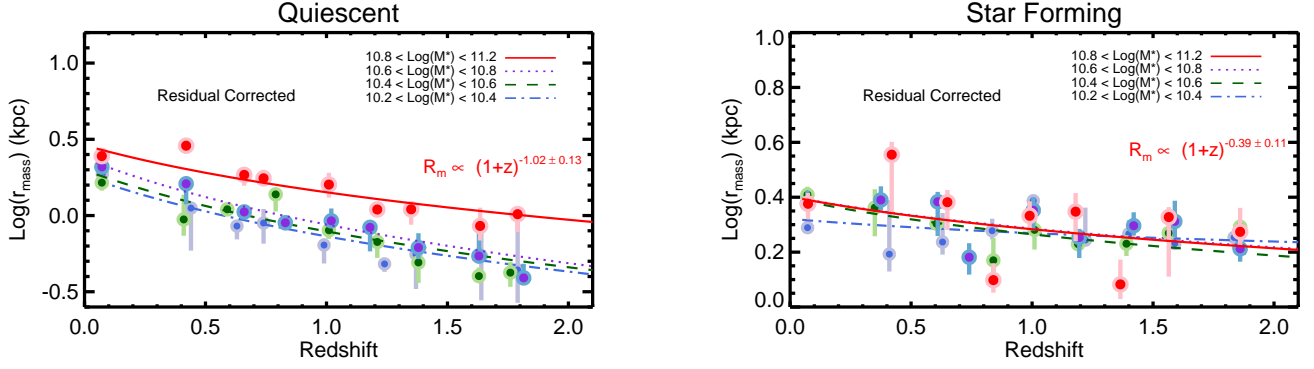 Quiescent
Log(r_mass) (kpc)
1.0
0.5
0.0
-0.5
10.8 < Log(M*) < 11.2
10.6 < Log(M*) < 10.8
10.4 < Log(M*) < 10.6
10.2 < Log(M*) < 10.4
Residual Corrected
R_m ∝ (1+z)^-1.02 ± 0.13
0.0 0.5 1.0 1.5 2.0
Redshift
Star Forming
Log(r_mass) (kpc)
1.0
0.8
0.6
0.4
0.2
0.0
10.8 < Log(M*) < 11.2
10.6 < Log(M*) < 10.8
10.4 < Log(M*) < 10.6
10.2 < Log(M*) < 10.4
Residual Corrected
R_m ∝ (1+z)^-0.39 ± 0.11
0.0 0.5 1.0 1.5 2.0
Redshift